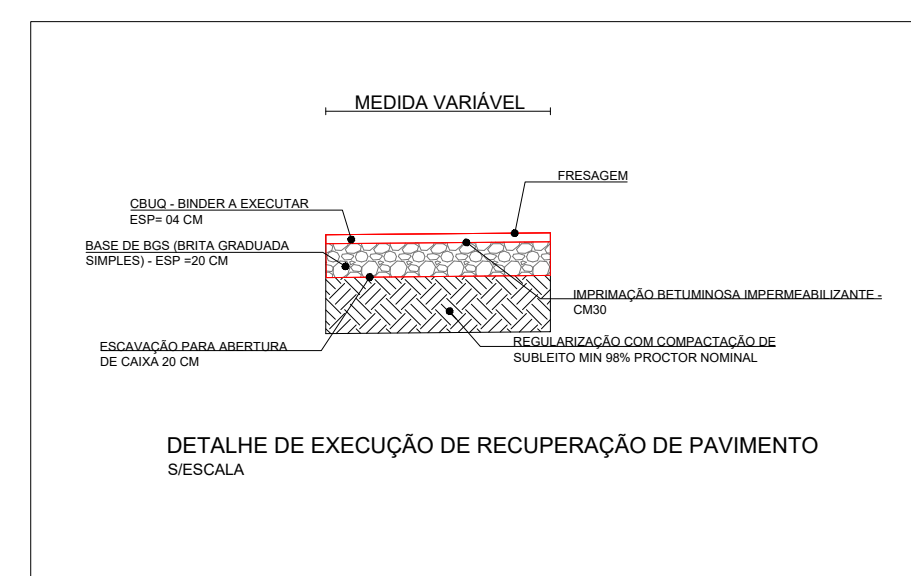 MEDIDA VARIÁVEL
FRESAGEM
CBUQ - BINDER A EXECUTAR
ESP= 04 CM
BASE DE BGS (BRITA GRADUADA
SIMPLES) - ESP =20 CM
IMPRIMAÇÃO BETUMINOSA IMPERMEABILIZANTE -
CM30
ESCAVAÇÃO PARA ABERTURA
DE CAIXA 20 CM
REGULARIZAÇÃO COM COMPACTAÇÃO DE
SUBLEITO MIN 98% PROCTOR NOMINAL
DETALHE DE EXECUÇÃO DE RECUPERAÇÃO DE PAVIMENTO
S/ESCALA